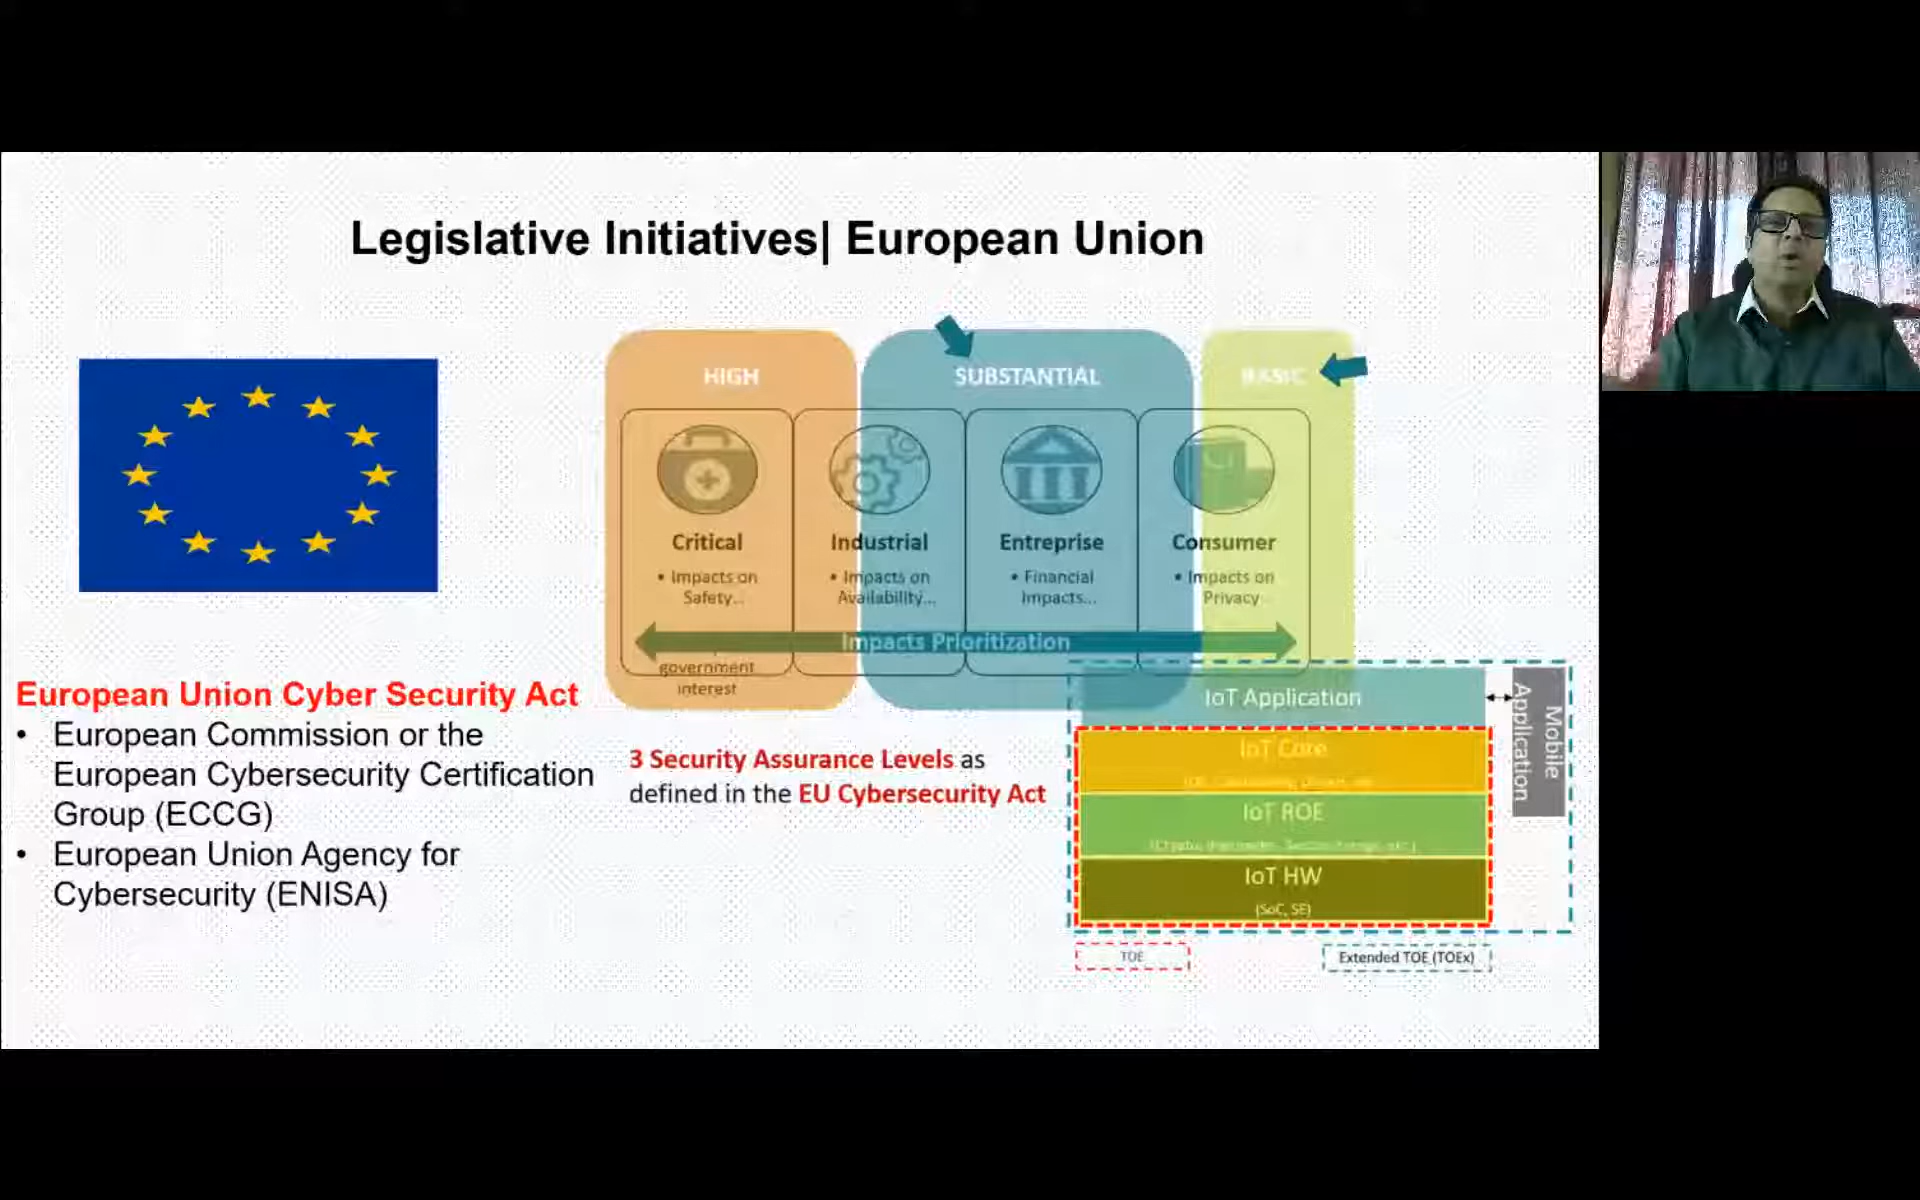 Legislative Initiatives| European Union
HIGH
SUBSTANTIAL
BASIC
Critical
• Impacts on
Safety...
government
interest
Industrial
• Impacts on
Availability...
Entreprise
• Financial
Impacts...
Consumer
• Impacts on
Privacy
Impacts Prioritization
European Union Cyber Security Act
• European Commission or the
European Cybersecurity Certification
Group (ECCG)
• European Union Agency for
Cybersecurity (ENISA)
3 Security Assurance Levels as
defined in the EU Cybersecurity Act
IoT Application
IoT Core
IoT ROE
IoT HW
(SoC, SE)
Mobile
Application
TOE
Extended TOE (TOEx)